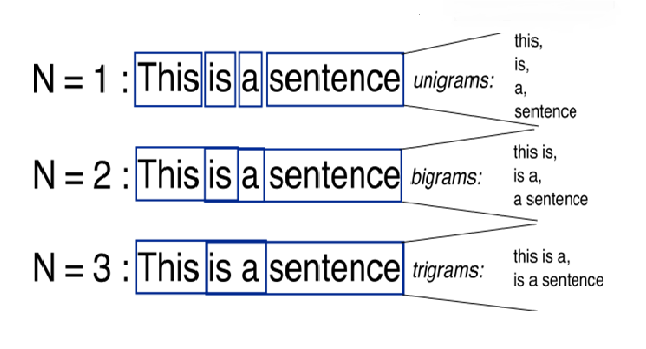 N = 1 : This is a sentence unigrams:
this,
is,
a,
sentence
N = 2 : This is a sentence bigrams:
this is,
is a,
a sentence
N = 3 : This is a sentence trigrams:
this is a,
is a sentence